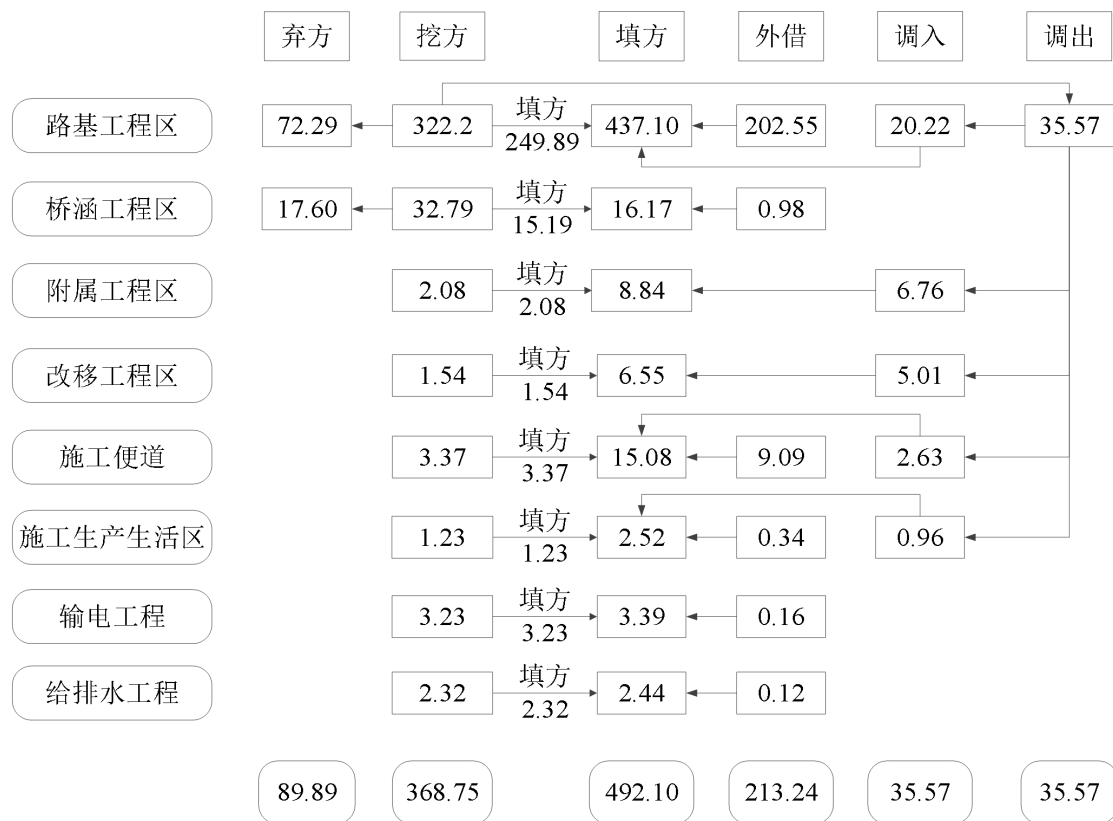 弃方 挖方 填方 外借 调入 调出
路基工程区 72.29 322.2 填方 249.89 437.10 202.55 20.22 35.57
桥涵工程区 17.60 32.79 填方 15.19 16.17 0.98
附属工程区 2.08 填方 2.08 8.84 6.76
改移工程区 1.54 填方 1.54 6.55 5.01
施工便道 3.37 填方 3.37 15.08 9.09 2.63
施工生产生活区 1.23 填方 1.23 2.52 0.34 0.96
输电工程 3.23 填方 3.23 3.39 0.16
给排水工程 2.32 填方 2.32 2.44 0.12
89.89 368.75 492.10 213.24 35.57 35.57